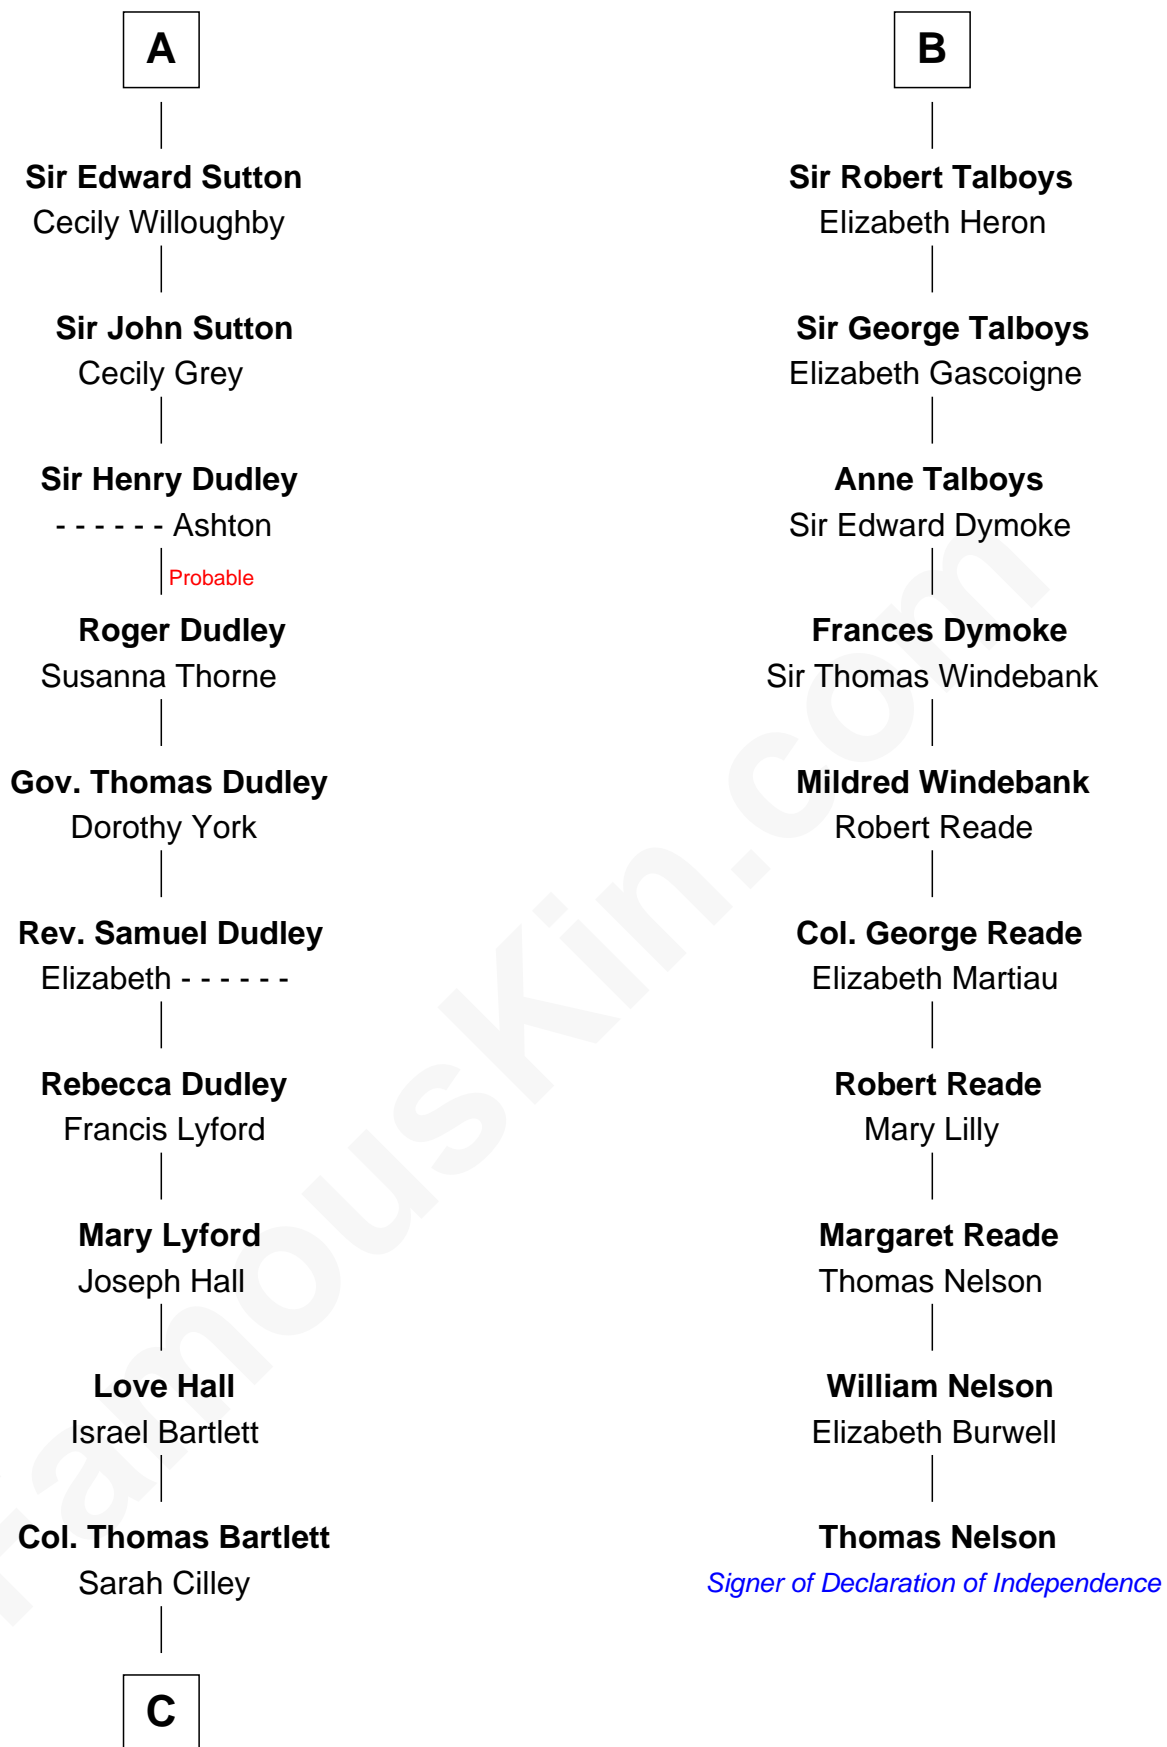 A
Sir Edward Sutton
Cecily Willoughby
Sir John Sutton
Cecily Grey
Sir Henry Dudley
- - - - - - Ashton
Probable
Roger Dudley
Susanna Thorne
Gov. Thomas Dudley
Dorothy York
Rev. Samuel Dudley
Elizabeth - - - - - -
Rebecca Dudley
Francis Lyford
Mary Lyford
Joseph Hall
Love Hall
Israel Bartlett
Col. Thomas Bartlett
Sarah Cilley
C
B
Sir Robert Talboys
Elizabeth Heron
Sir George Talboys
Elizabeth Gascoigne
Anne Talboys
Sir Edward Dymoke
Frances Dymoke
Sir Thomas Windebank
Mildred Windebank
Robert Reade
Col. George Reade
Elizabeth Martiau
Robert Reade
Mary Lilly
Margaret Reade
Thomas Nelson
William Nelson
Elizabeth Burwell
Thomas Nelson
Signer of Declaration of Independence
FamousKin.com